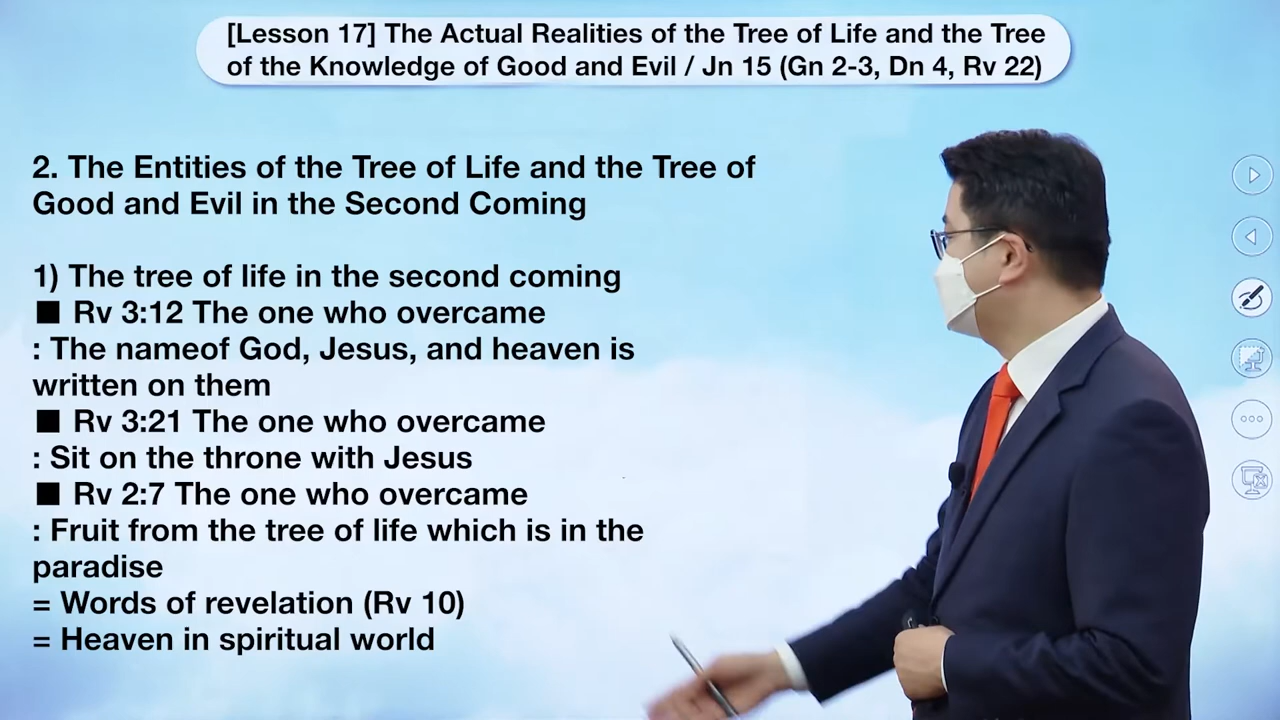 [Lesson 17] The Actual Realities of the Tree of Life and the Tree
of the Knowledge of Good and Evil / Jn 15 (Gn 2-3, Dn 4, Rv 22)
2. The Entities of the Tree of Life and the Tree of
Good and Evil in the Second Coming
1) The tree of life in the second coming
■ Rv 3:12 The one who overcame
: The nameof God, Jesus, and heaven is
written on them
■ Rv 3:21 The one who overcame
: Sit on the throne with Jesus
■ Rv 2:7 The one who overcame
: Fruit from the tree of life which is in the
paradise
= Words of revelation (Rv 10)
= Heaven in spiritual world